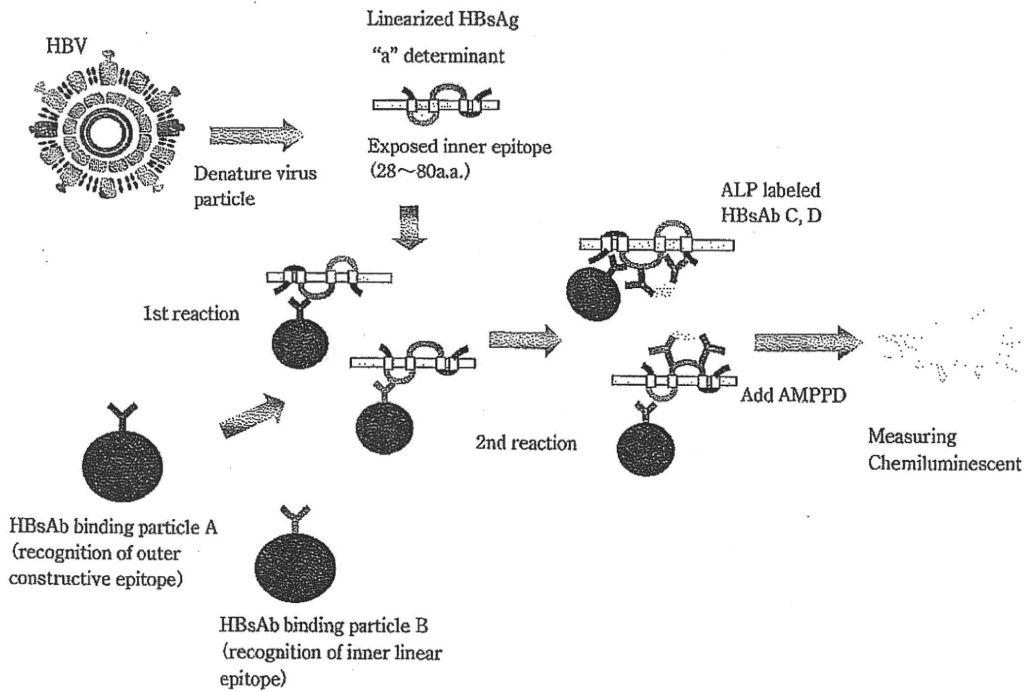 HBV
Linearized HBsAg
“a” determinant
Denature virus
particle
Exposed inner epitope
(28～80a.a.)
ALP labeled
HBsAb C, D
1st reaction
2nd reaction
Add AMPPD
Measuring
Chemiluminescent
HBsAb binding particle A
(recognition of outer
constructive epitope)
HBsAb binding particle B
(recognition of inner linear
epitope)